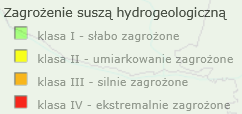 Zagrożenie suszą hydrogeologiczną
klasa I - słabo zagrożone
klasa II - umiarkowanie zagrożone
klasa III - silnie zagrożone
klasa IV - ekstremalnie zagrożone